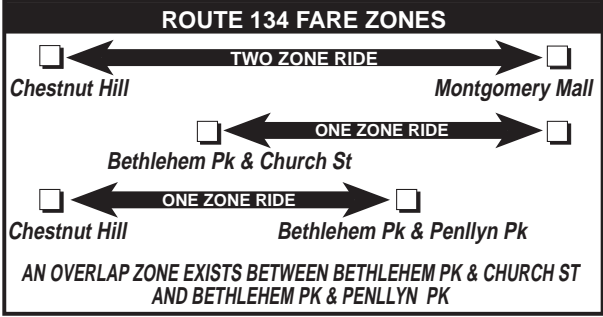 ROUTE 134 FARE ZONES
TWO ZONE RIDE
Chestnut Hill Montgomery Mall
ONE ZONE RIDE
Bethlehem Pk & Church St
ONE ZONE RIDE
Chestnut Hill Bethlehem Pk & Penllyn Pk
AN OVERLAP ZONE EXISTS BETWEEN BETHLEHEM PK & CHURCH ST
AND BETHLEHEM PK & PENLLYN PK